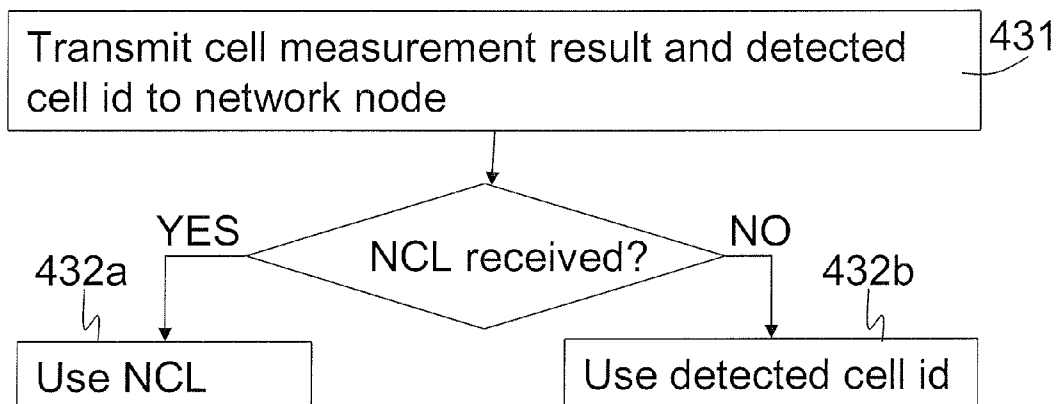 Transmit cell measurement result and detected
cell id to network node
431
YES
NCL received?
NO
432a
432b
Use NCL
Use detected cell id